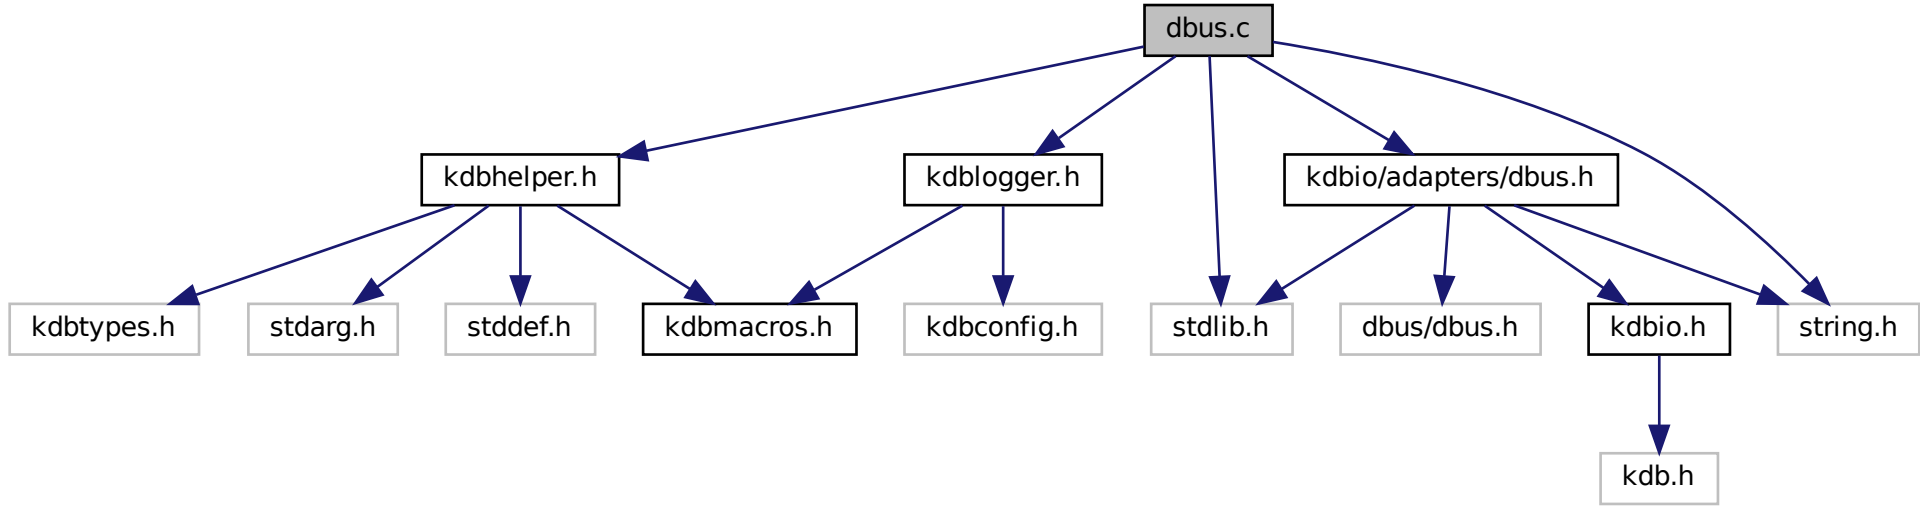 dbus.c
kdbhelper.h
kdblogger.h
kdbio/adapters/dbus.h
kdbtypes.h
stdarg.h
stddef.h
kdbmacros.h
kdbconfig.h
stdlib.h
dbus/dbus.h
kdbio.h
string.h
kdb.h